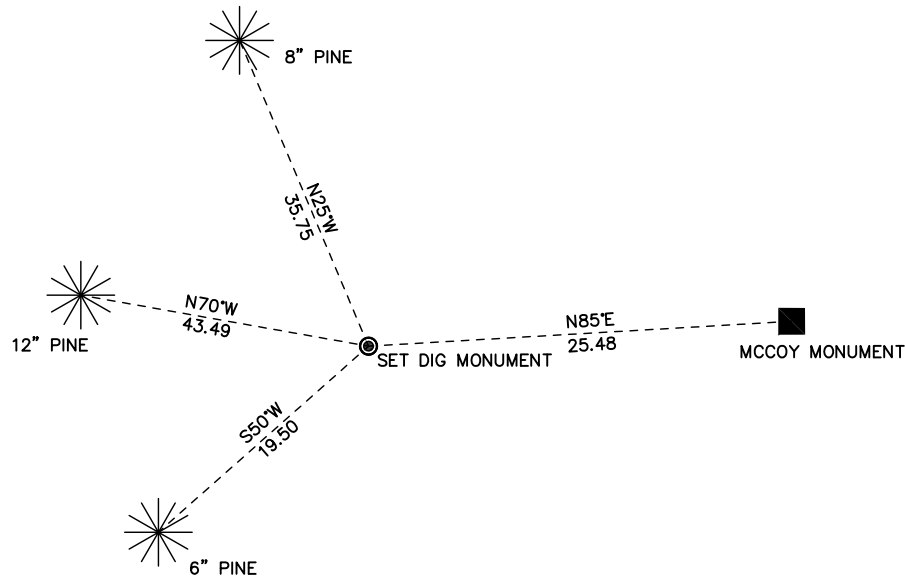 8” PINE
N25°W
35.75
N70°W
43.49
12” PINE
N85°E
25.48
SET DIG MONUMENT
MCCOY MONUMENT
S50°W
19.50
6” PINE